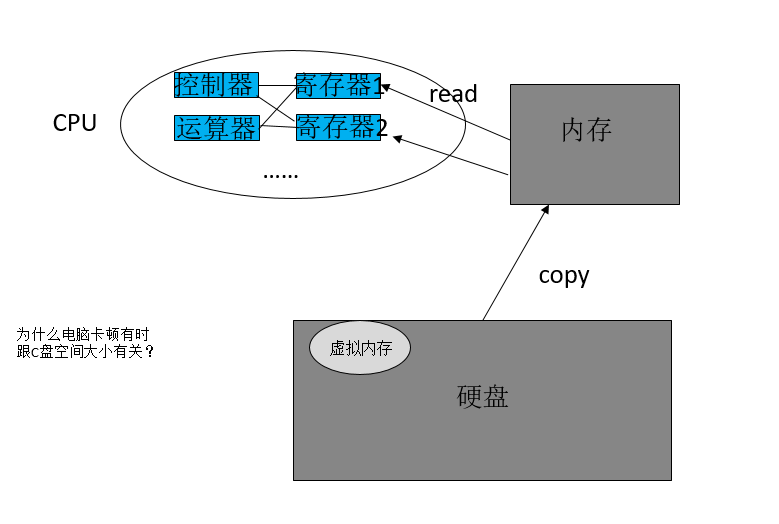 控制器
寄存器1
read
CPU
运算器
寄存器2
内存
……
copy
为什么电脑卡顿有时
跟C盘空间大小有关？
虚拟内存
硬盘